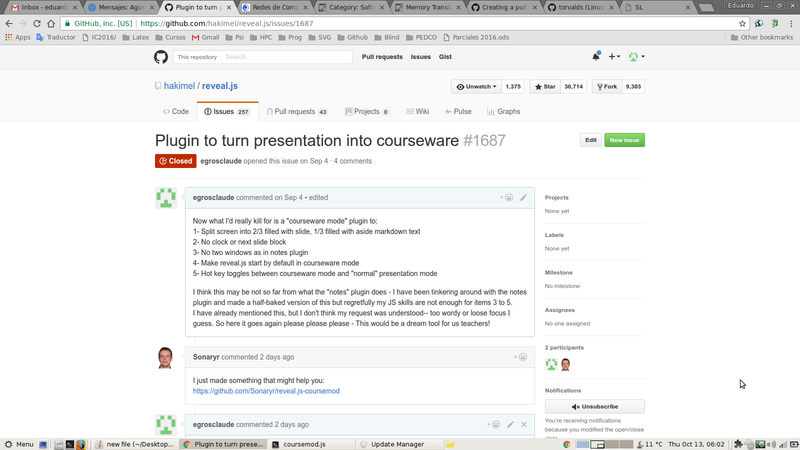 Inbox - eduardo
Mensajes: Agus
Plugin to turn p
Redes de Comp
Category: Softw
Memory Transl
Creating a pub
torvalds (Linus
SL
Eduardo
GitHub, Inc. [US]
https://github.com/hakimel/reveal.js/issues/1687
Apps
Traductor
IC2016/
Latex
Cursos
Gmail
Psi
HPC
Prog
SVG
Github
Blind
PEDCO
Parciales 2016.ods
Other bookmarks
This repository
Search
Pull requests
Issues
Gist
hakimel / reveal.js
Unwatch
1,375
Star
30,714
Fork
9,303
Code
Issues 257
Pull requests 43
Projects 0
Wiki
Pulse
Graphs
Plugin to turn presentation into courseware #1687
Edit
New issue
Closed
egrosclaude opened this issue on Sep 4 · 4 comments
egrosclaude commented on Sep 4 • edited
Now what I'd really kill for is a "courseware mode" plugin to:
1- Split screen into 2/3 filled with slide, 1/3 filled with aside markdown text
2- No clock or next slide block
3- No two windows as in notes plugin
4- Make reveal.js start by default in courseware mode
5- Hot key toggles between courseware mode and "normal" presentation mode
I think this may be not so far from what the "notes" plugin does - I have been tinkering around with the notes
plugin and made a half-baked version of this but regretfully my JS skills are not enough for items 3 to 5.
I have already mentioned this, but I don't think my request was understood-- too wordy or loose focus I
guess. So here it goes again please please please - This would be a dream tool for us teachers!
Sonaryr commented 2 days ago
I just made something that might help you:
https://github.com/Sonaryr/reveal.js-coursemod
egrosclaude commented 2 days ago
Projects
None yet
Labels
None yet
Milestone
No milestone
Assignees
No one assigned
2 participants
Notifications
Unsubscribe
You're receiving notifications
because you modified the open/close
Menu
new file (~/Desktop...
Plugin to turn prese...
coursemod.js
Update Manager
11 °C
Thu Oct 13, 06:02